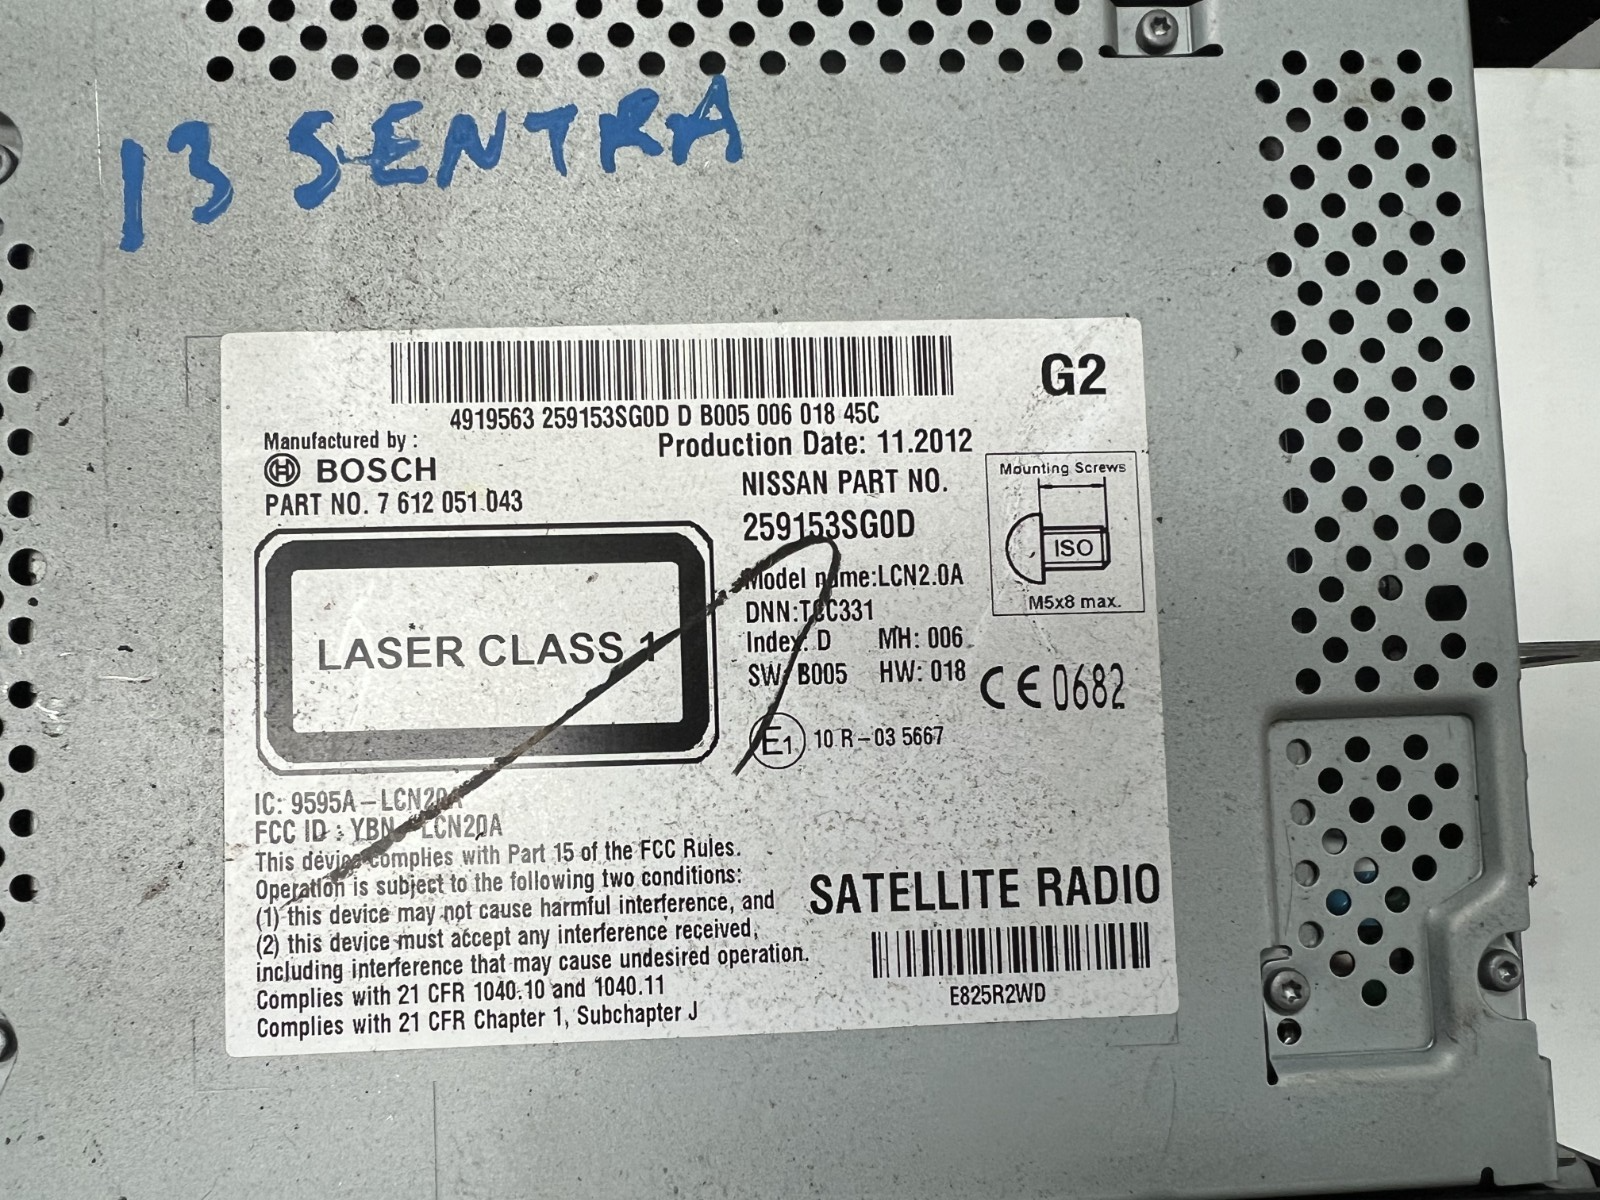 13 SENTRA
4919563 259153SG0D D B005 006 018 45C
G2
Manufactured by :
BOSCH
PART NO. 7 612 051 043
Production Date: 11.2012
NISSAN PART NO.
259153SG0D
Mounting Screws
ISO
M5x8 max.
LASER CLASS 1
Model name:LCN2.0A
DNN:TCC331
Index: D MH: 006
SW: B005 HW: 018
CE 0682
E1 10 R-03 5667
IC: 9595A-LCN20A
FCC ID : YBN-LCN20A
This device complies with Part 15 of the FCC Rules.
Operation is subject to the following two conditions:
(1) this device may not cause harmful interference, and
(2) this device must accept any interference received,
including interference that may cause undesired operation.
Complies with 21 CFR 1040.10 and 1040.11
Complies with 21 CFR Chapter 1, Subchapter J
SATELLITE RADIO
E825R2WD